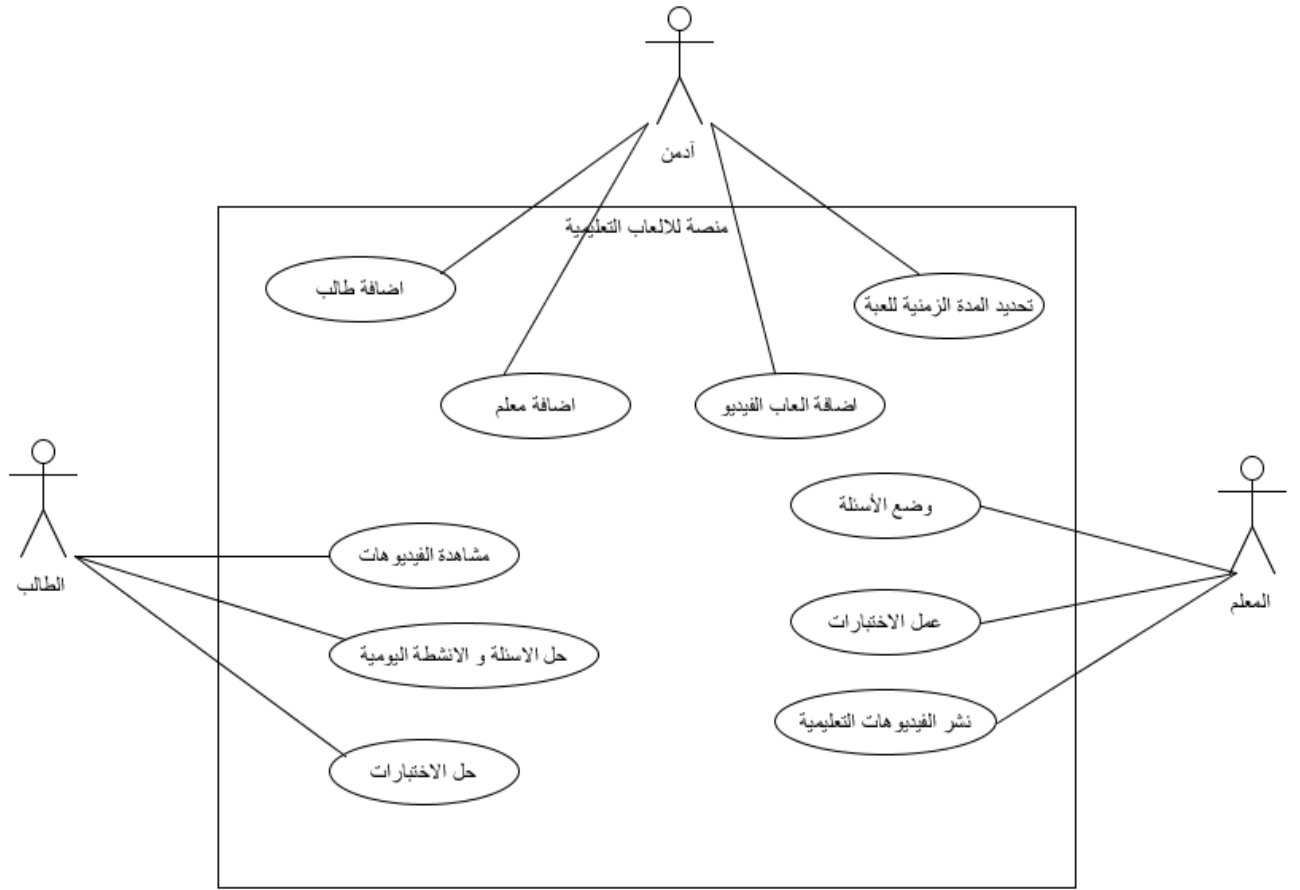 آدمن
منصة للالعاب التعليمية
اضافة طالب
تحديد المدة الزمنية للعبة
اضافة معلم
اضافة العاب الفيديو
وضع الأسئلة
مشاهدة الفيديوهات
الطالب
المعلم
عمل الاختبارات
حل الاسئلة و الانشطة اليومية
نشر الفيديوهات التعليمية
حل الاختبارات